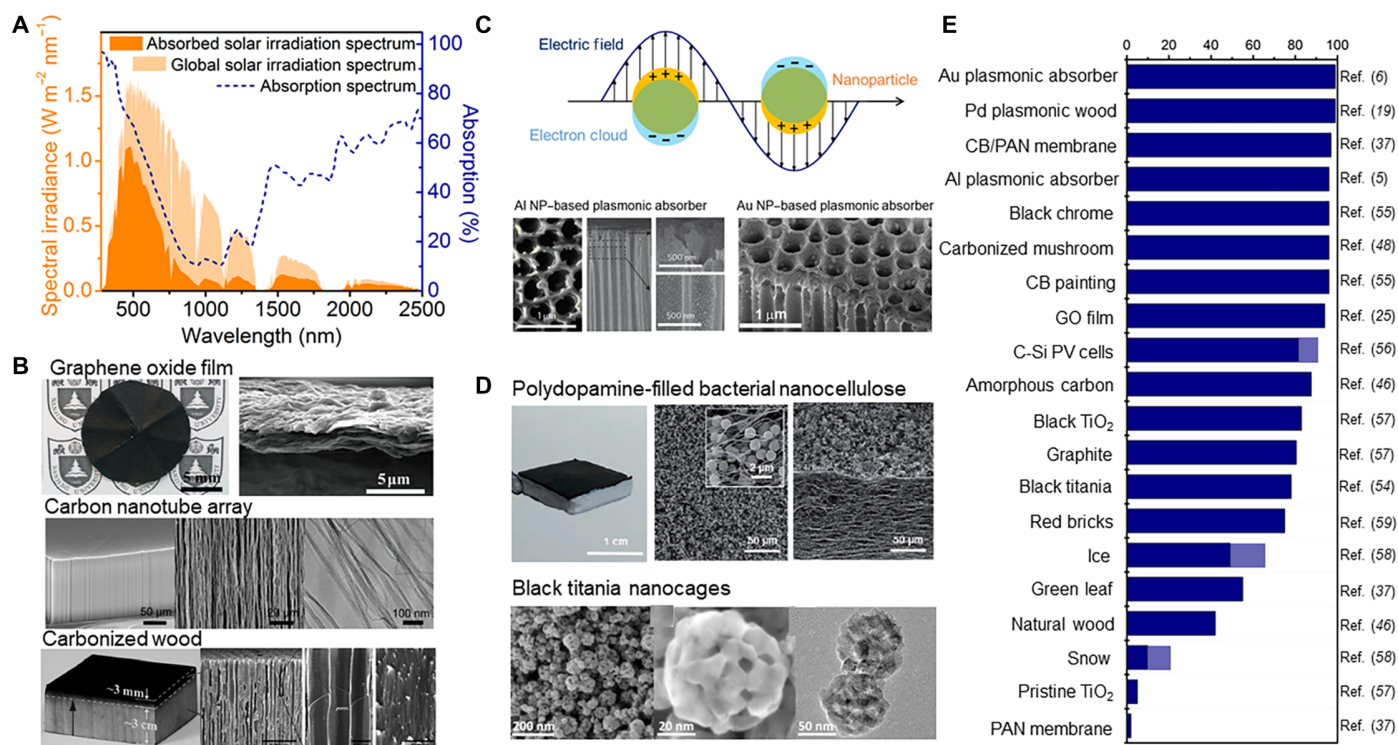 A
Absorbed solar irradiation spectrum
Global solar irradiation spectrum
Absorption spectrum
Spectral irradiance (W m⁻² nm⁻¹)
1.5
1.0
0.5
0.0
100
80
60
40
20
0
Absorption (%)
500 1000 1500 2000 2500
Wavelength (nm)
B
Graphene oxide film
5 mm
5 μm
Carbon nanotube array
50 μm
20 μm
100 nm
Carbonized wood
~3 mm
~3 cm
C
Electric field
Nanoparticle
Electron cloud
Al NP–based plasmonic absorber
1 μm
500 nm
500 nm
Au NP–based plasmonic absorber
1 μm
D
Polydopamine-filled bacterial nanocellulose
1 cm
2 μm
50 μm
50 μm
Black titania nanocages
200 nm
20 nm
50 nm
E
0 20 40 60 80 100
Au plasmonic absorber Ref. (6)
Pd plasmonic wood Ref. (19)
CB/PAN membrane Ref. (37)
Al plasmonic absorber Ref. (5)
Black chrome Ref. (55)
Carbonized mushroom Ref. (48)
CB painting Ref. (55)
GO film Ref. (25)
C-Si PV cells Ref. (56)
Amorphous carbon Ref. (46)
Black TiO₂ Ref. (57)
Graphite Ref. (57)
Black titania Ref. (54)
Red bricks Ref. (59)
Ice Ref. (58)
Green leaf Ref. (37)
Natural wood Ref. (46)
Snow Ref. (58)
Pristine TiO₂ Ref. (57)
PAN membrane Ref. (37)